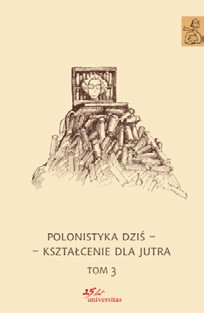 POLONISTYKA DZIŚ –
– KSZTAŁCENIE DLA JUTRA
TOM 3
25 lat
universitas